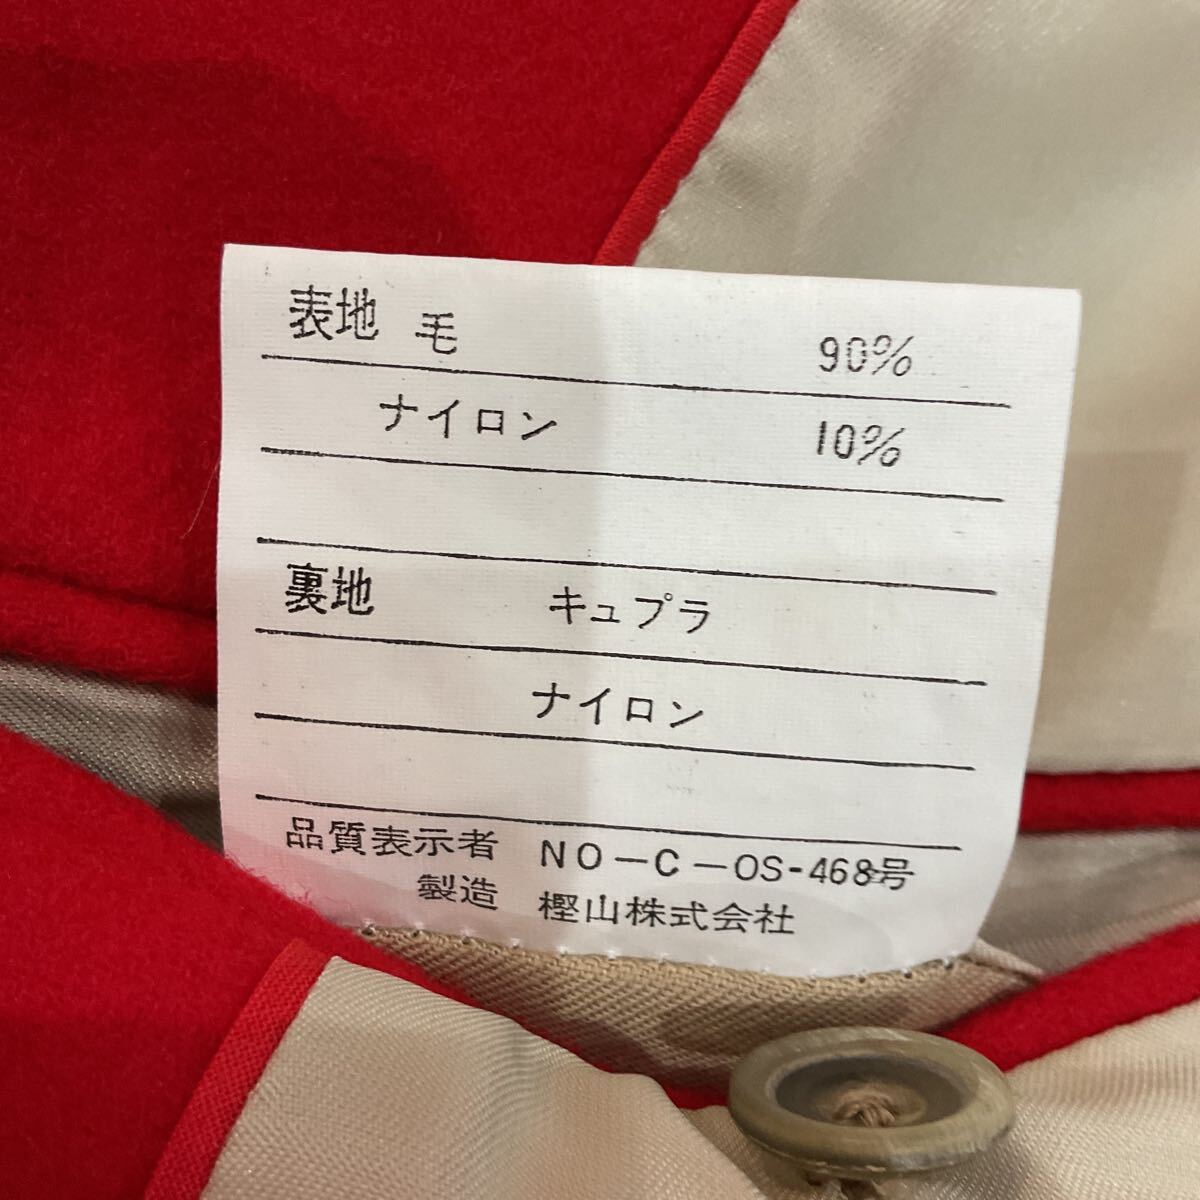 表地 毛 90%
ナイロン 10%
裏地 キュプラ
ナイロン
品質表示者 NO-C-OS-468号
製造 樫山株式会社